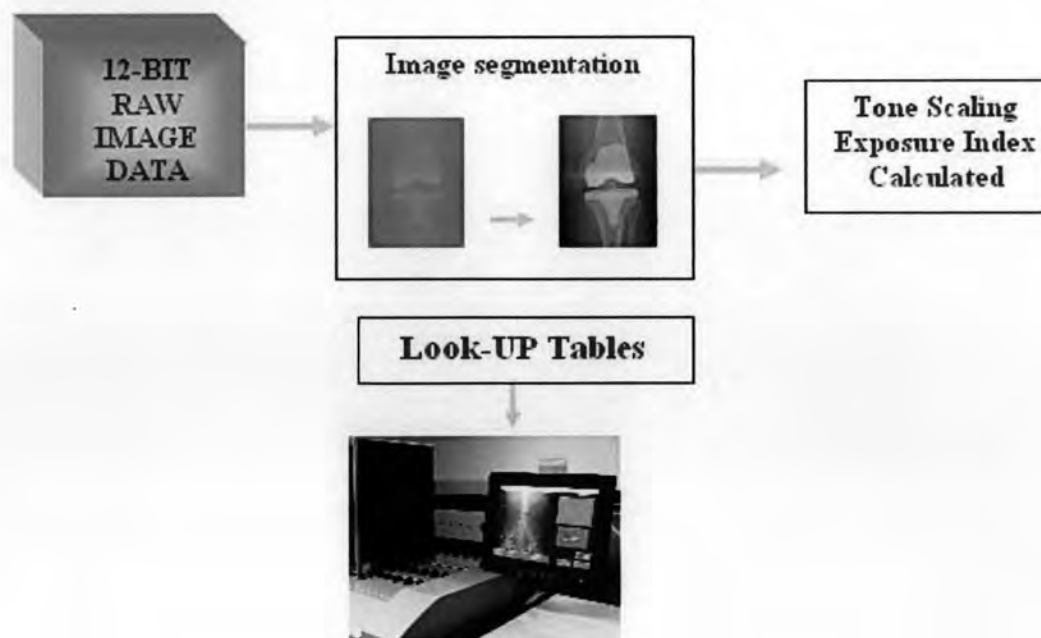 12-BIT
RAW
IMAGE
DATA
Image segmentation
Tone Scaling
Exposure Index
Calculated
Look-UP Tables